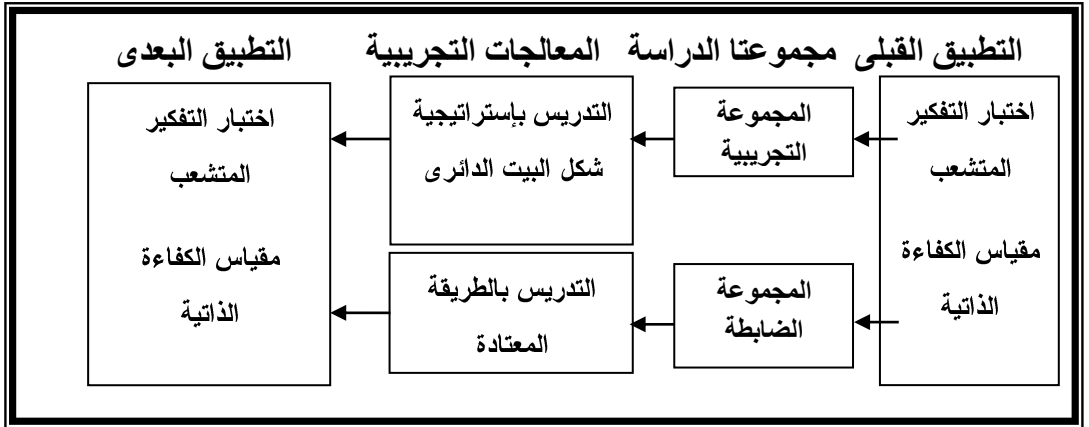 التطبيق القبلى مجموعتا الدراسة المعالجات التجريبية التطبيق البعدى
اختبار التفكير
المتشعب
مقياس الكفاءة
الذاتية
المجموعة
التجريبية
المجموعة
الضابطة
التدريس بإستراتيجية
شكل البيت الدائرى
التدريس بالطريقة
المعتادة
اختبار التفكير
المتشعب
مقياس الكفاءة
الذاتية